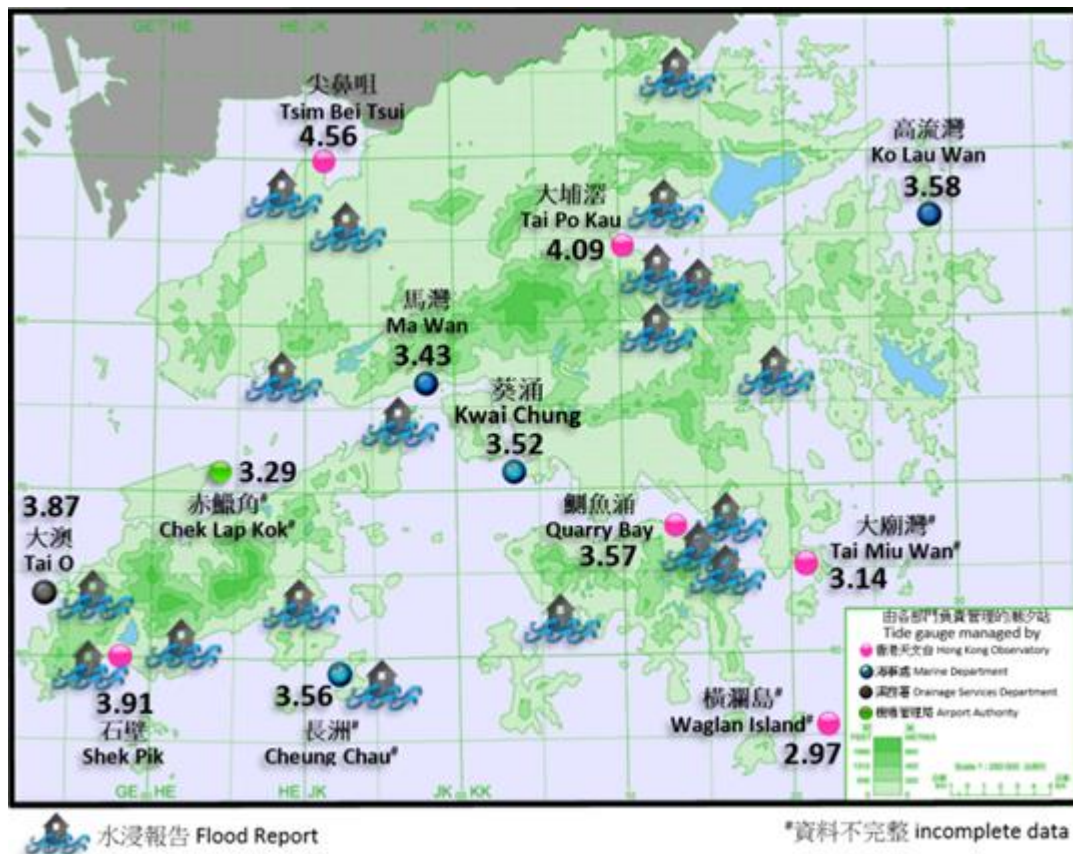 GE HE
HE JK
JK KK
尖鼻咀
Tsim Bei Tsui
4.56
高流灣
Ko Lau Wan
3.58
大埔滘
Tai Po Kau
4.09
馬灣
Ma Wan
3.43
葵涌
Kwai Chung
3.52
3.29
赤鱲角#
Chek Lap Kok#
3.87
大澳
Tai O
鰂魚涌
Quarry Bay
3.57
大廟灣#
Tai Miu Wan#
3.14
由各部門負責管理的潮汐站
Tide gauge managed by
香港天文台 Hong Kong Observatory
海事處 Marine Department
渠務署 Drainage Services Department
機場管理局 Airport Authority
3.91
石壁
Shek Pik
3.56
長洲#
Cheung Chau#
橫瀾島#
Waglan Island#
2.97
GE HE
HE JK
JK KK
水浸報告 Flood Report
#資料不完整 incomplete data